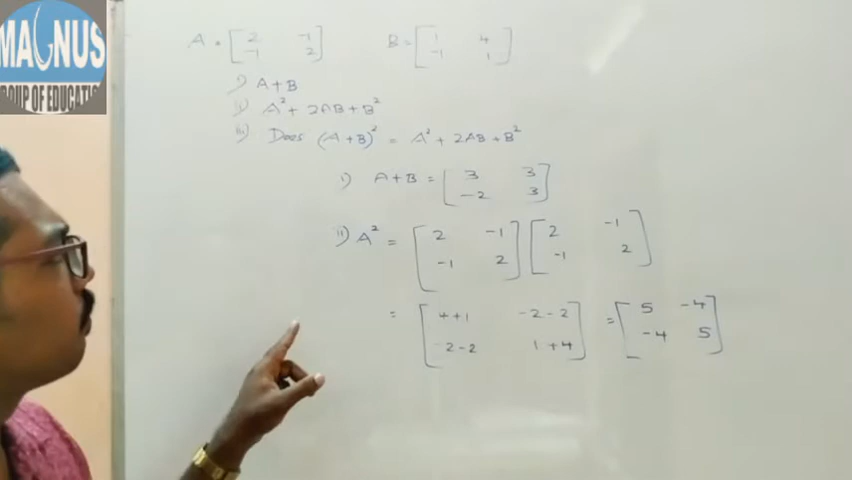 MAGNUS
GROUP OF EDUCATION
A = [ 2 -1 ] B = [ 1 4 ]
[ -1 2 ] [ -1 1 ]
i) A+B
ii) A² + 2AB + B²
iii) Does (A+B)² = A² + 2AB + B²
i) A+B = [ 3 3 ]
[ -2 3 ]
ii) A² = [ 2 -1 ] [ 2 -1 ]
[ -1 2 ] [ -1 2 ]
= [ 4+1 -2-2 ] = [ 5 -4 ]
[ -2-2 1+4 ] [ -4 5 ]